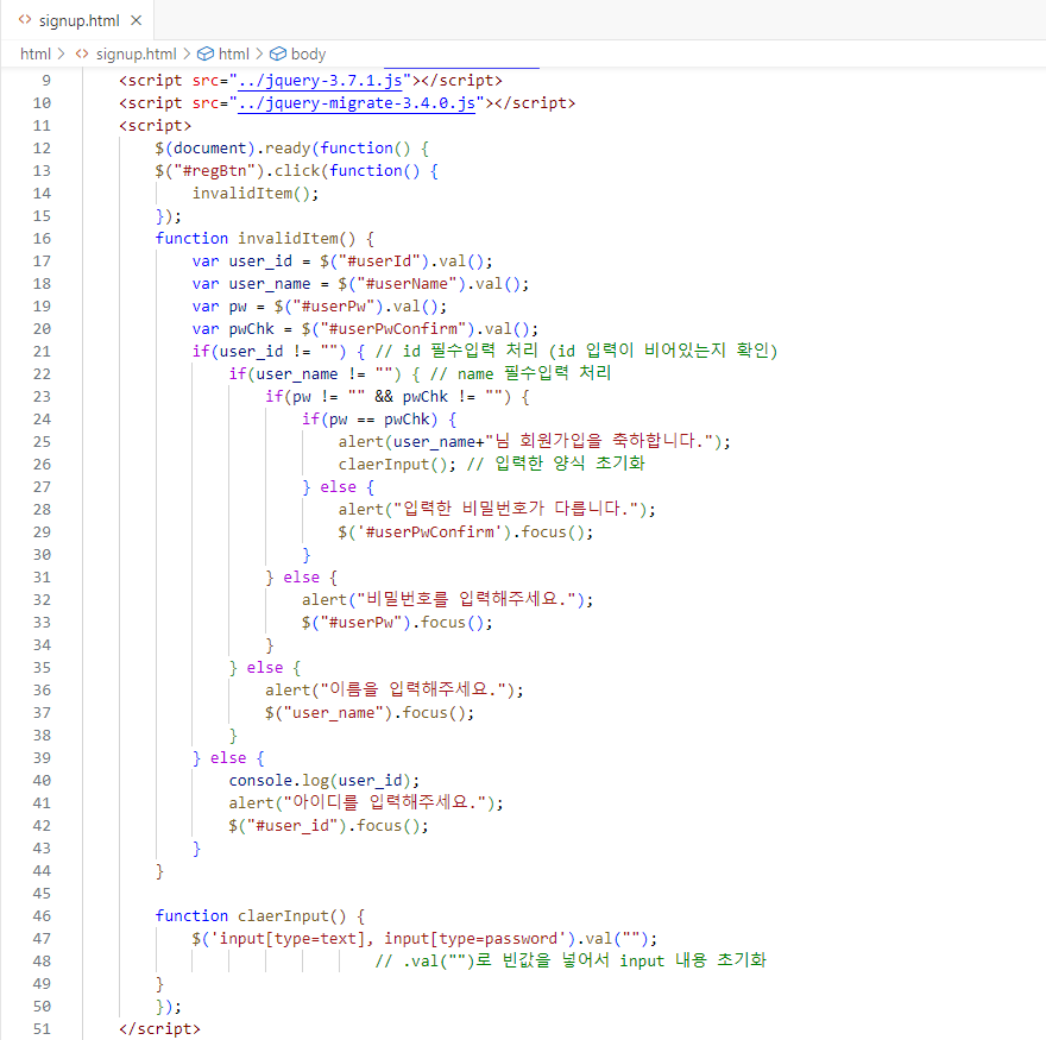 signup.html
html > signup.html > html > body
9 <script src="../jquery-3.7.1.js"></script>
10 <script src="../jquery-migrate-3.4.0.js"></script>
11 <script>
12 $(document).ready(function() {
13 $("#regBtn").click(function() {
14 invalidItem();
15 });
16 function invalidItem() {
17 var user_id = $("#userId").val();
18 var user_name = $("#userName").val();
19 var pw = $("#userPw").val();
20 var pwChk = $("#userPwConfirm").val();
21 if(user_id != "") { // id 필수입력 처리 (id 입력이 비어있는지 확인)
22 if(user_name != "") { // name 필수입력 처리
23 if(pw != "" && pwChk != "") {
24 if(pw == pwChk) {
25 alert(user_name+"님 회원가입을 축하합니다.");
26 claerInput(); // 입력한 양식 초기화
27 } else {
28 alert("입력한 비밀번호가 다릅니다.");
29 $('#userPwConfirm').focus();
30 }
31 } else {
32 alert("비밀번호를 입력해주세요.");
33 $("#userPw").focus();
34 }
35 } else {
36 alert("이름을 입력해주세요.");
37 $("user_name").focus();
38 }
39 } else {
40 console.log(user_id);
41 alert("아이디를 입력해주세요.");
42 $("#user_id").focus();
43 }
44 }
45
46 function claerInput() {
47 $('input[type=text], input[type=password').val("");
48 // .val("")로 빈값을 넣어서 input 내용 초기화
49 }
50 });
51 </script>